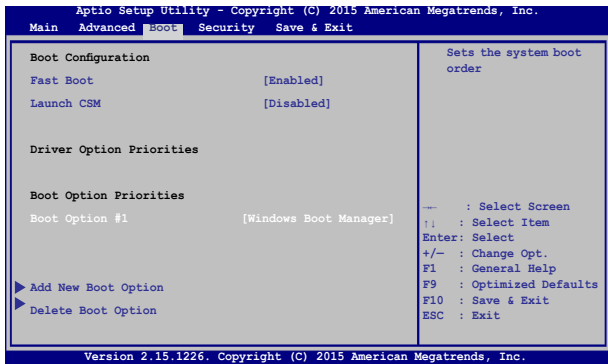 Aptio Setup Utility - Copyright (C) 2015 American Megatrends, Inc.
Main Advanced Boot Security Save & Exit
Boot Configuration
Fast Boot [Enabled]
Launch CSM [Disabled]
Driver Option Priorities
Boot Option Priorities
Boot Option #1 [Windows Boot Manager]
Add New Boot Option
Delete Boot Option
Sets the system boot
order
→← : Select Screen
↑↓ : Select Item
Enter: Select
+/— : Change Opt.
F1 : General Help
F9 : Optimized Defaults
F10 : Save & Exit
ESC : Exit
Version 2.15.1226. Copyright (C) 2015 American Megatrends, Inc.